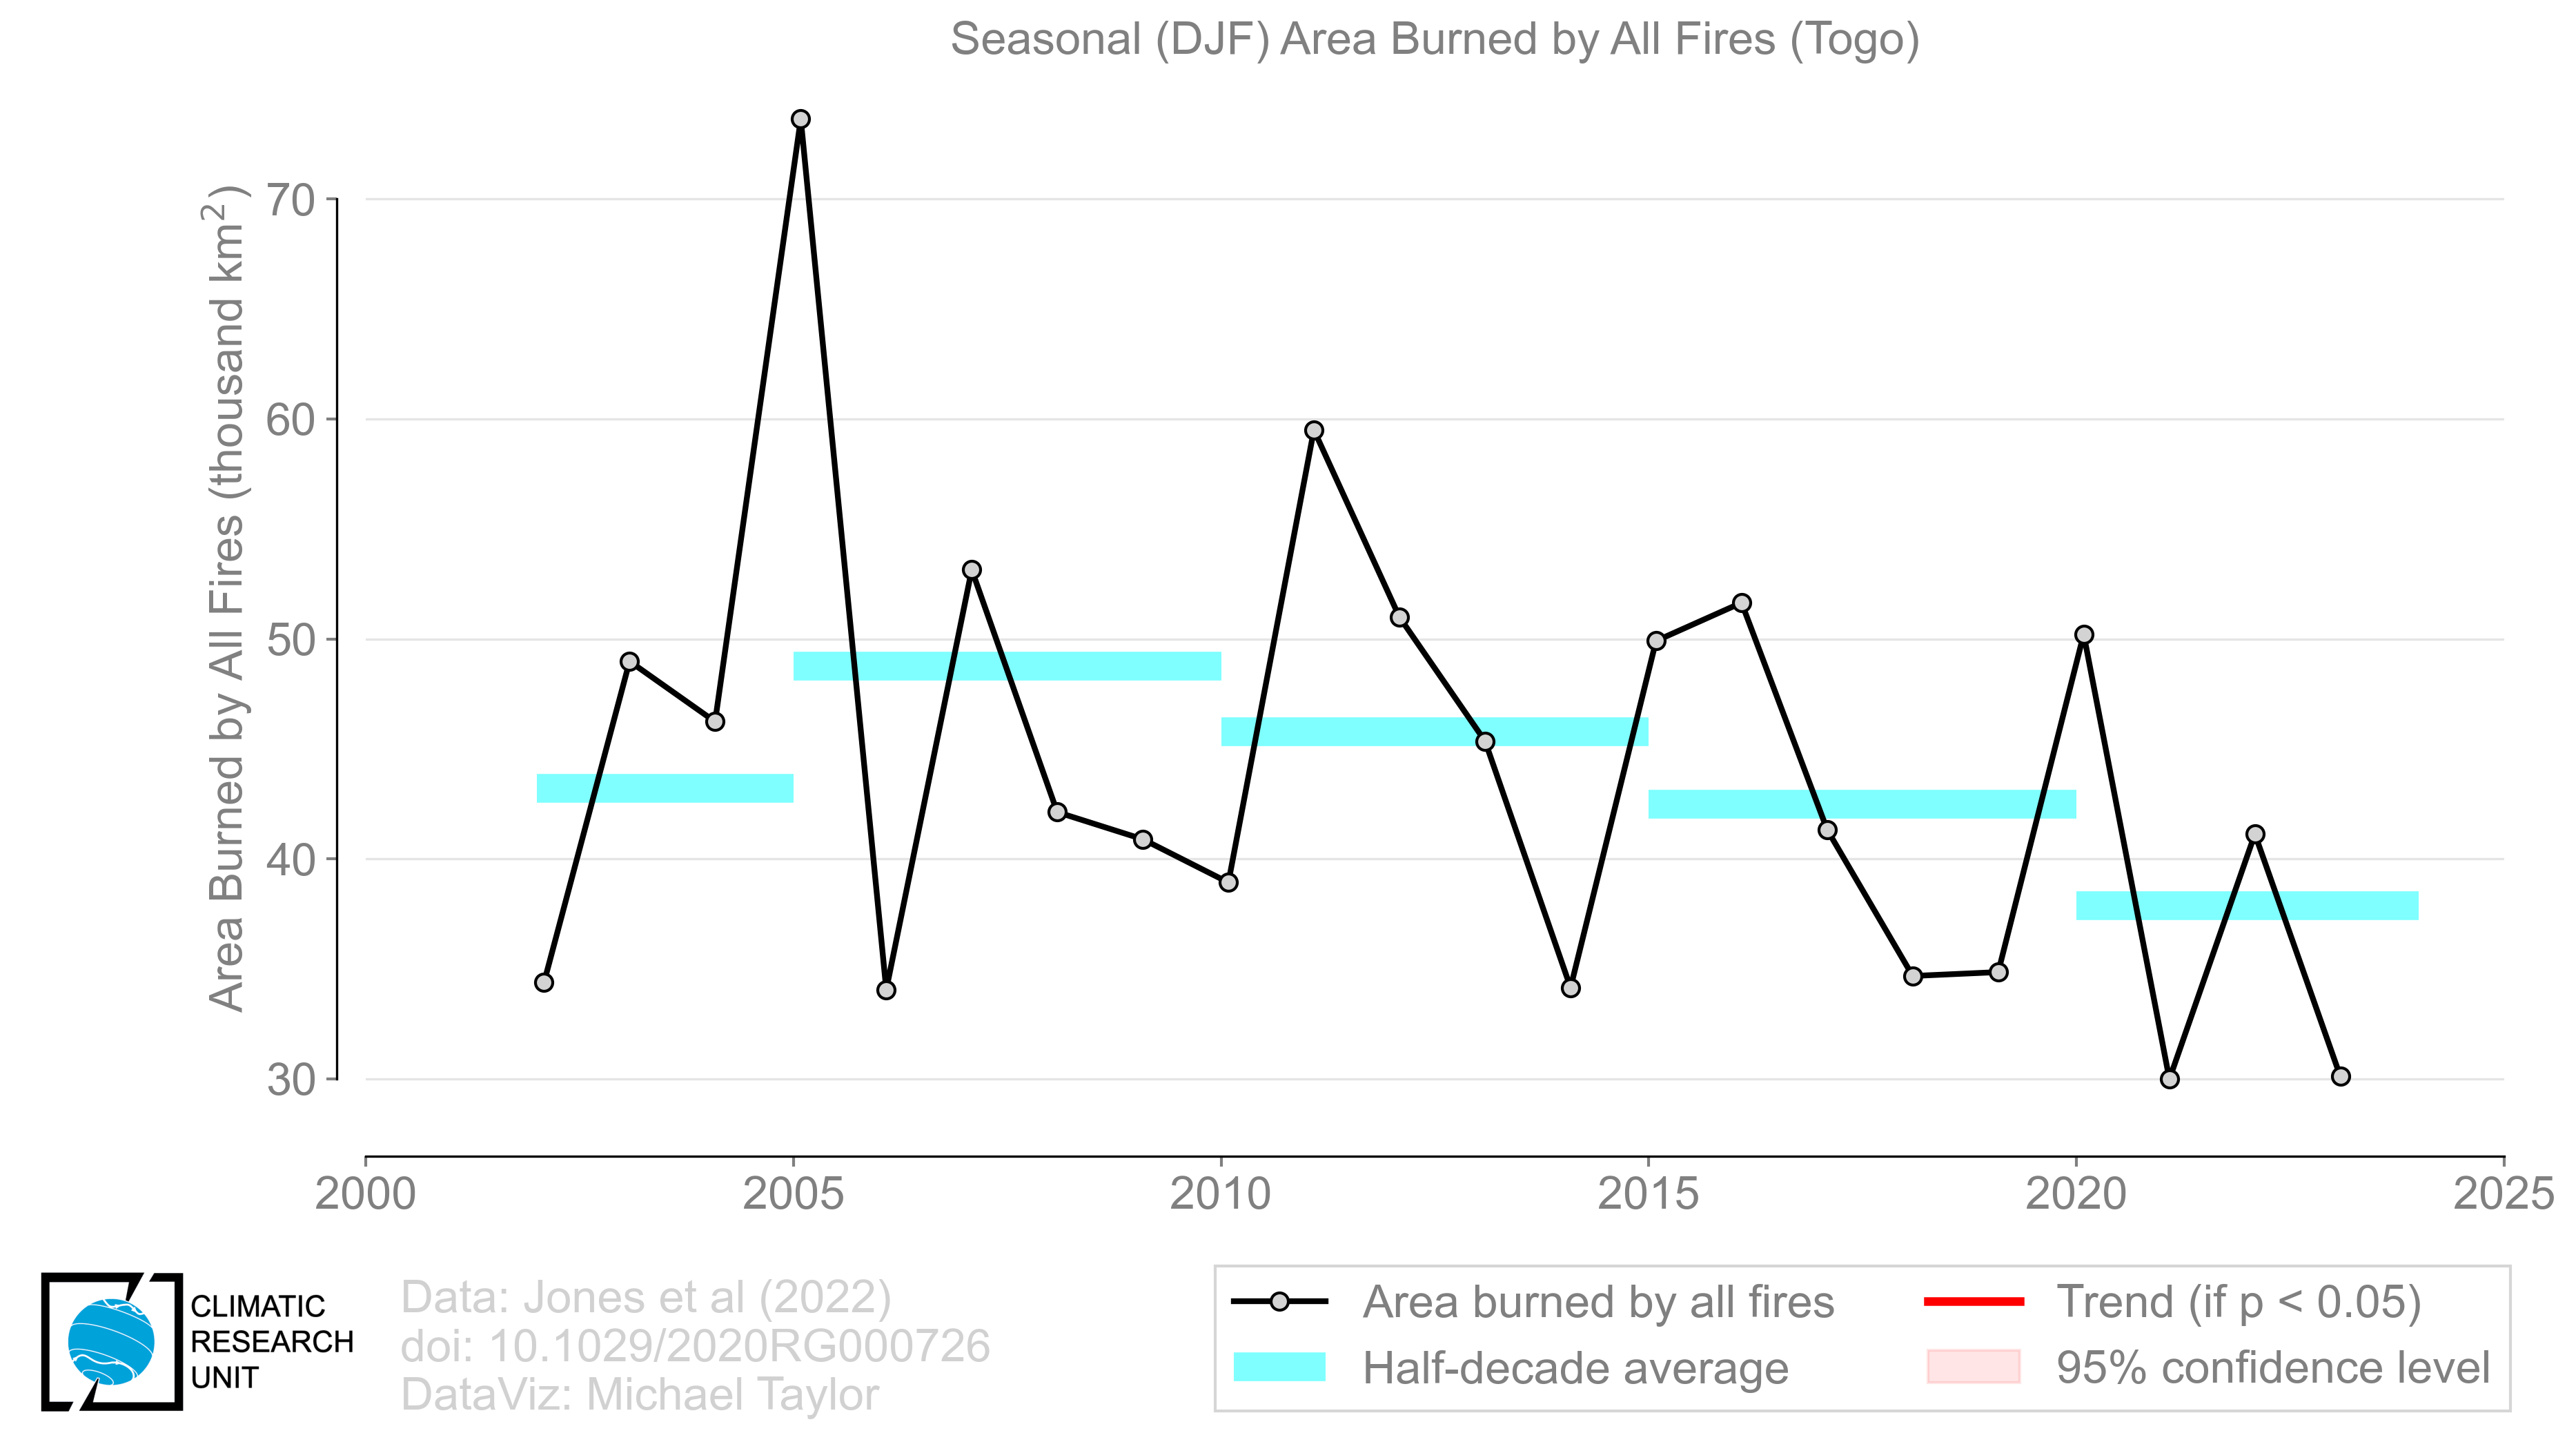 Seasonal (DJF) Area Burned by All Fires (Togo)
Area Burned by All Fires (thousand km²)
70
60
50
40
30
2000 2005 2010 2015 2020 2025
CLIMATIC
RESEARCH
UNIT
Data: Jones et al (2022)
doi: 10.1029/2020RG000726
DataViz: Michael Taylor
Area burned by all fires
Half-decade average
Trend (if p < 0.05)
95% confidence level